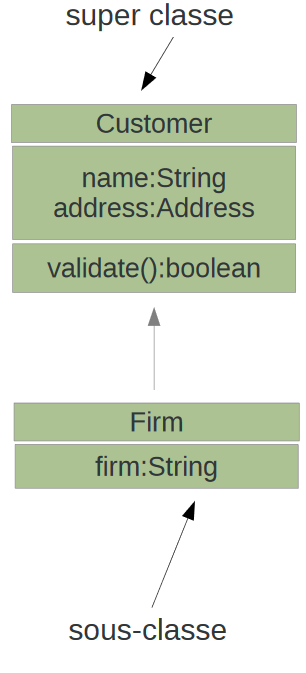 super classe
Customer
name:String
address:Address
validate():boolean
Firm
firm:String
sous-classe